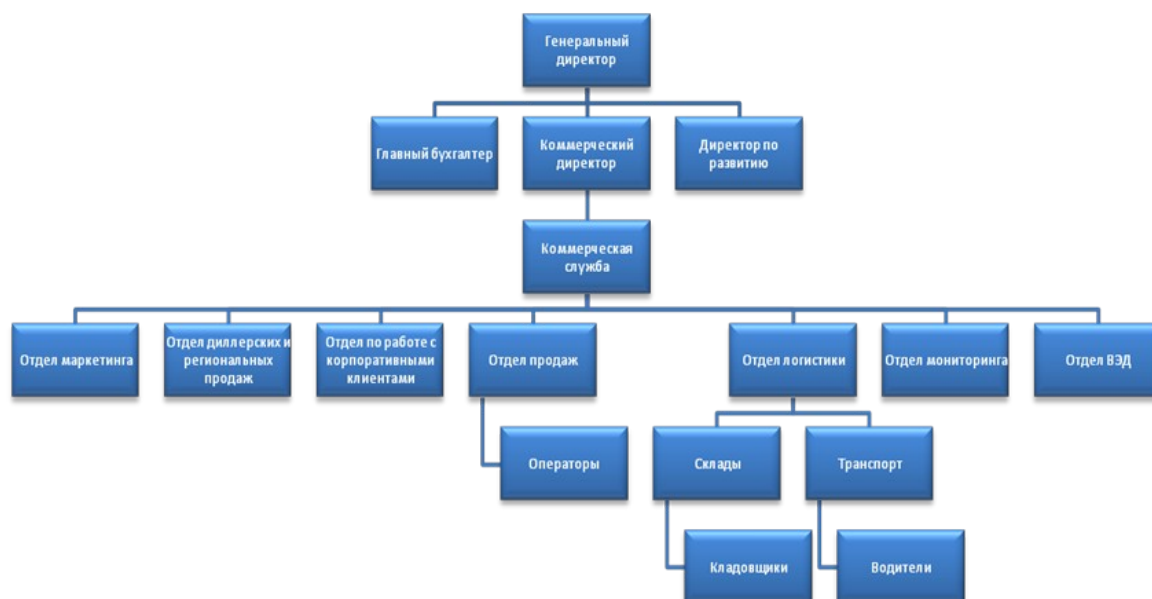 Генеральный
директор
Главный бухгалтер
Коммерческий
директор
Директор по
развитию
Коммерческая
служба
Отдел маркетинга
Отдел диллерских и
региональных
продаж
Отдел по работе с
корпоративными
клиентами
Отдел продаж
Отдел логистики
Отдел мониторинга
Отдел ВЭД
Операторы
Склады
Транспорт
Кладовщики
Водители